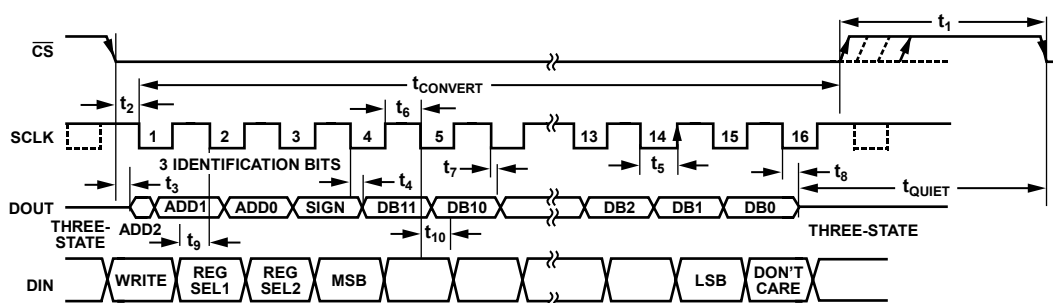 t1
CS
tCONVERT
t2
t6
SCLK
1 2 3 4 5 13 14 15 16
3 IDENTIFICATION BITS
t7
t5
t8
t3
t4
tQUIET
DOUT
ADD1 ADD0 SIGN DB11 DB10 DB2 DB1 DB0
THREE-
STATE
ADD2
THREE-STATE
t9
t10
DIN
WRITE
REG
SEL1
REG
SEL2
MSB
LSB
DON'T
CARE